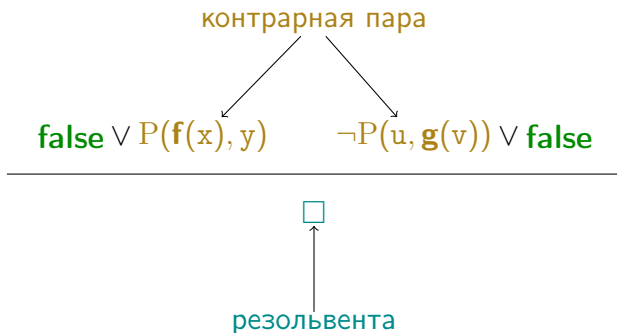 контрарная пара
false ∨ P(f(x), y) ¬P(u, g(v)) ∨ false
□
резольвента